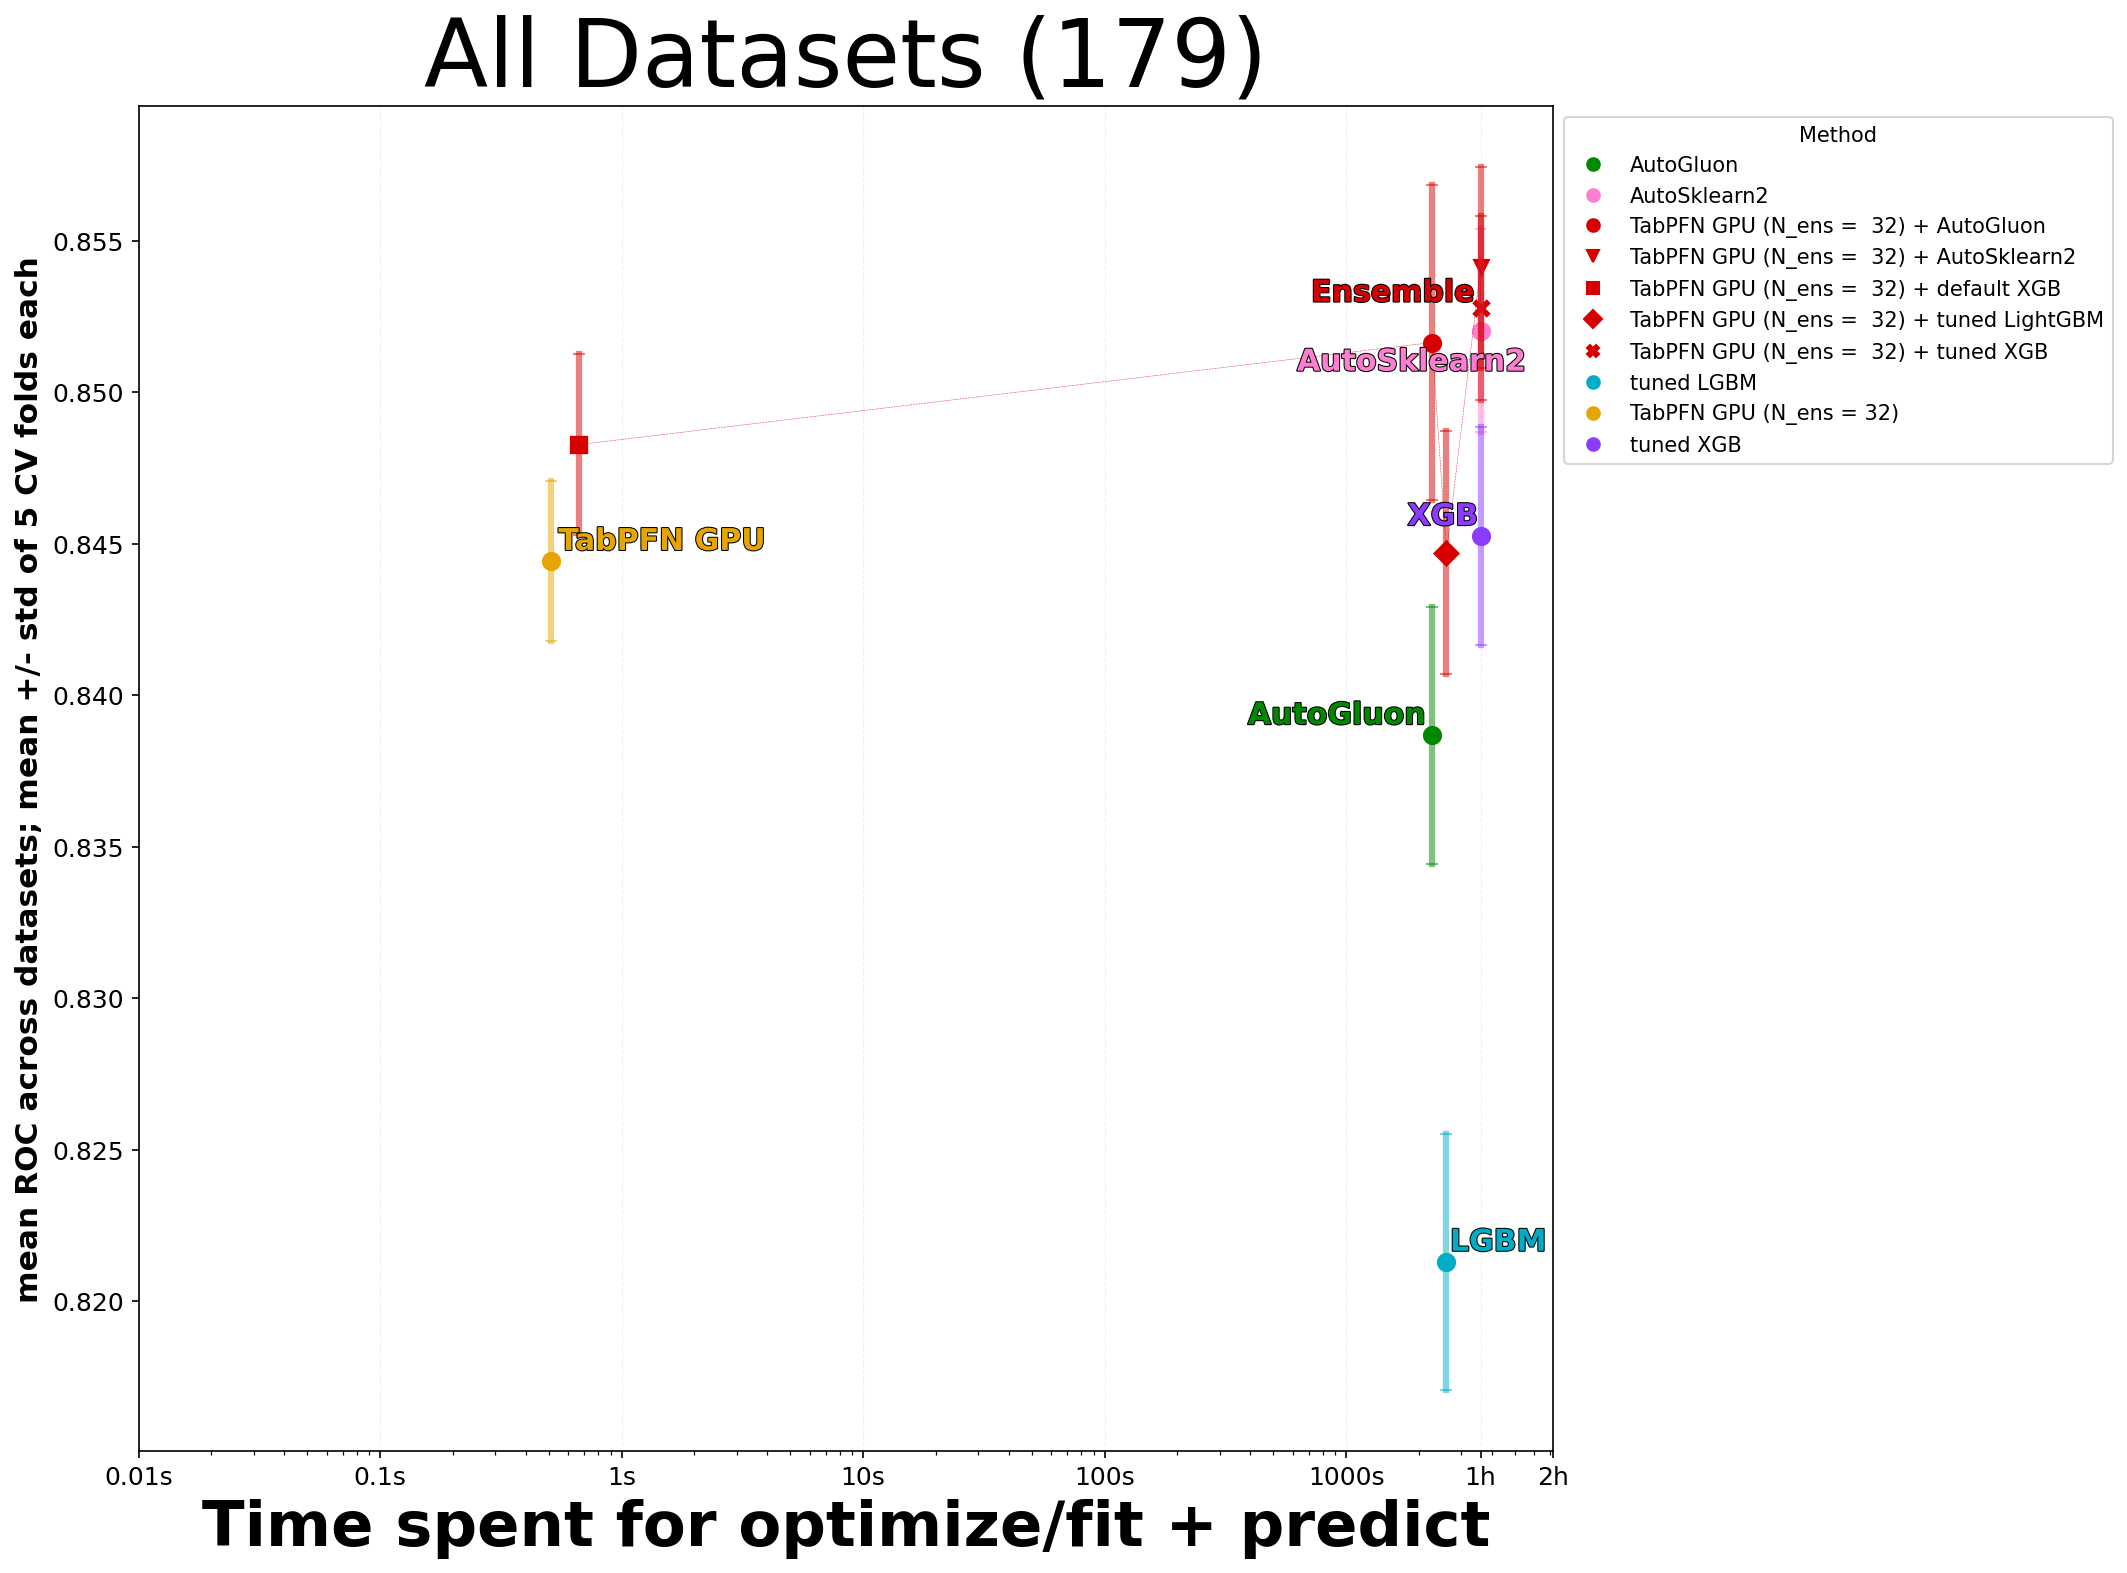 All Datasets (179)
mean ROC across datasets; mean +/- std of 5 CV folds each
0.855
0.850
0.845
0.840
0.835
0.830
0.825
0.820
Ensemble
AutoSklearn2
XGB
TabPFN GPU
AutoGluon
LGBM
0.01s
0.1s
1s
10s
100s
1000s
1h
2h
Time spent for optimize/fit + predict
Method
AutoGluon
AutoSklearn2
TabPFN GPU (N_ens =  32) + AutoGluon
TabPFN GPU (N_ens =  32) + AutoSklearn2
TabPFN GPU (N_ens =  32) + default XGB
TabPFN GPU (N_ens =  32) + tuned LightGBM
TabPFN GPU (N_ens =  32) + tuned XGB
tuned LGBM
TabPFN GPU (N_ens = 32)
tuned XGB